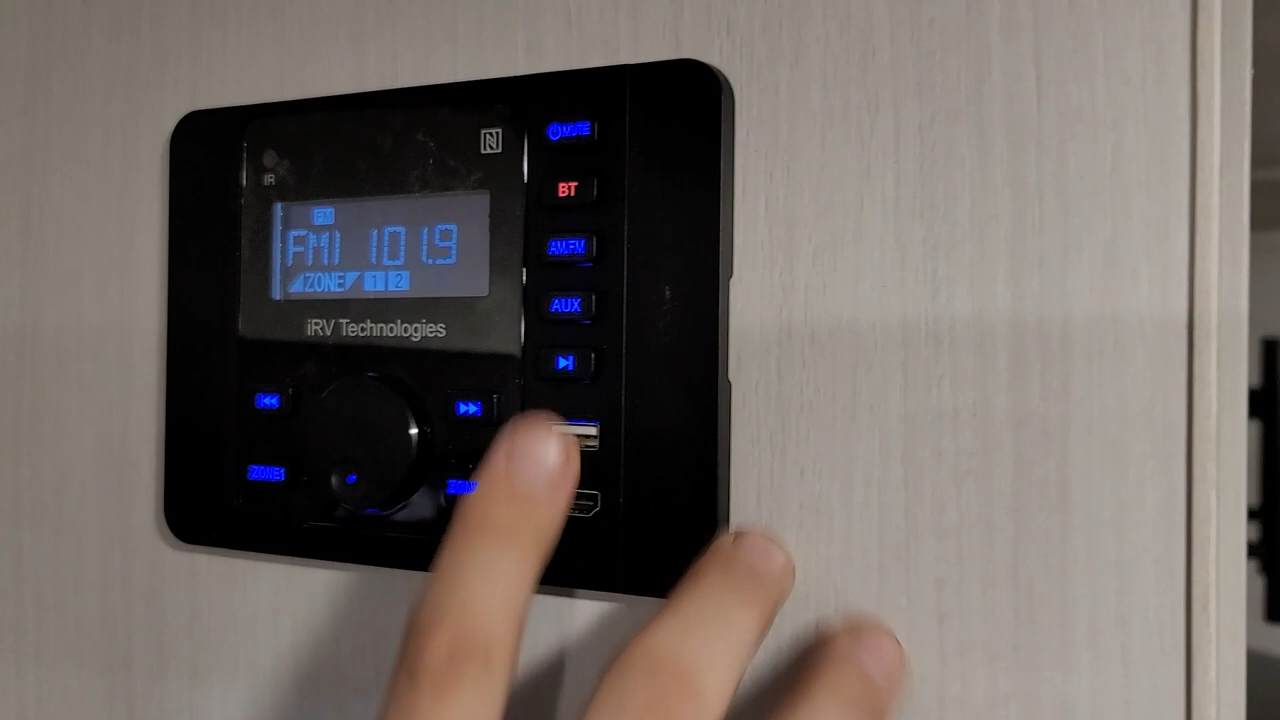 MUTE
IR
BT
FM
FM1 101.9
AM.FM
ZONE 1 2
AUX
iRV Technologies
ZONE1